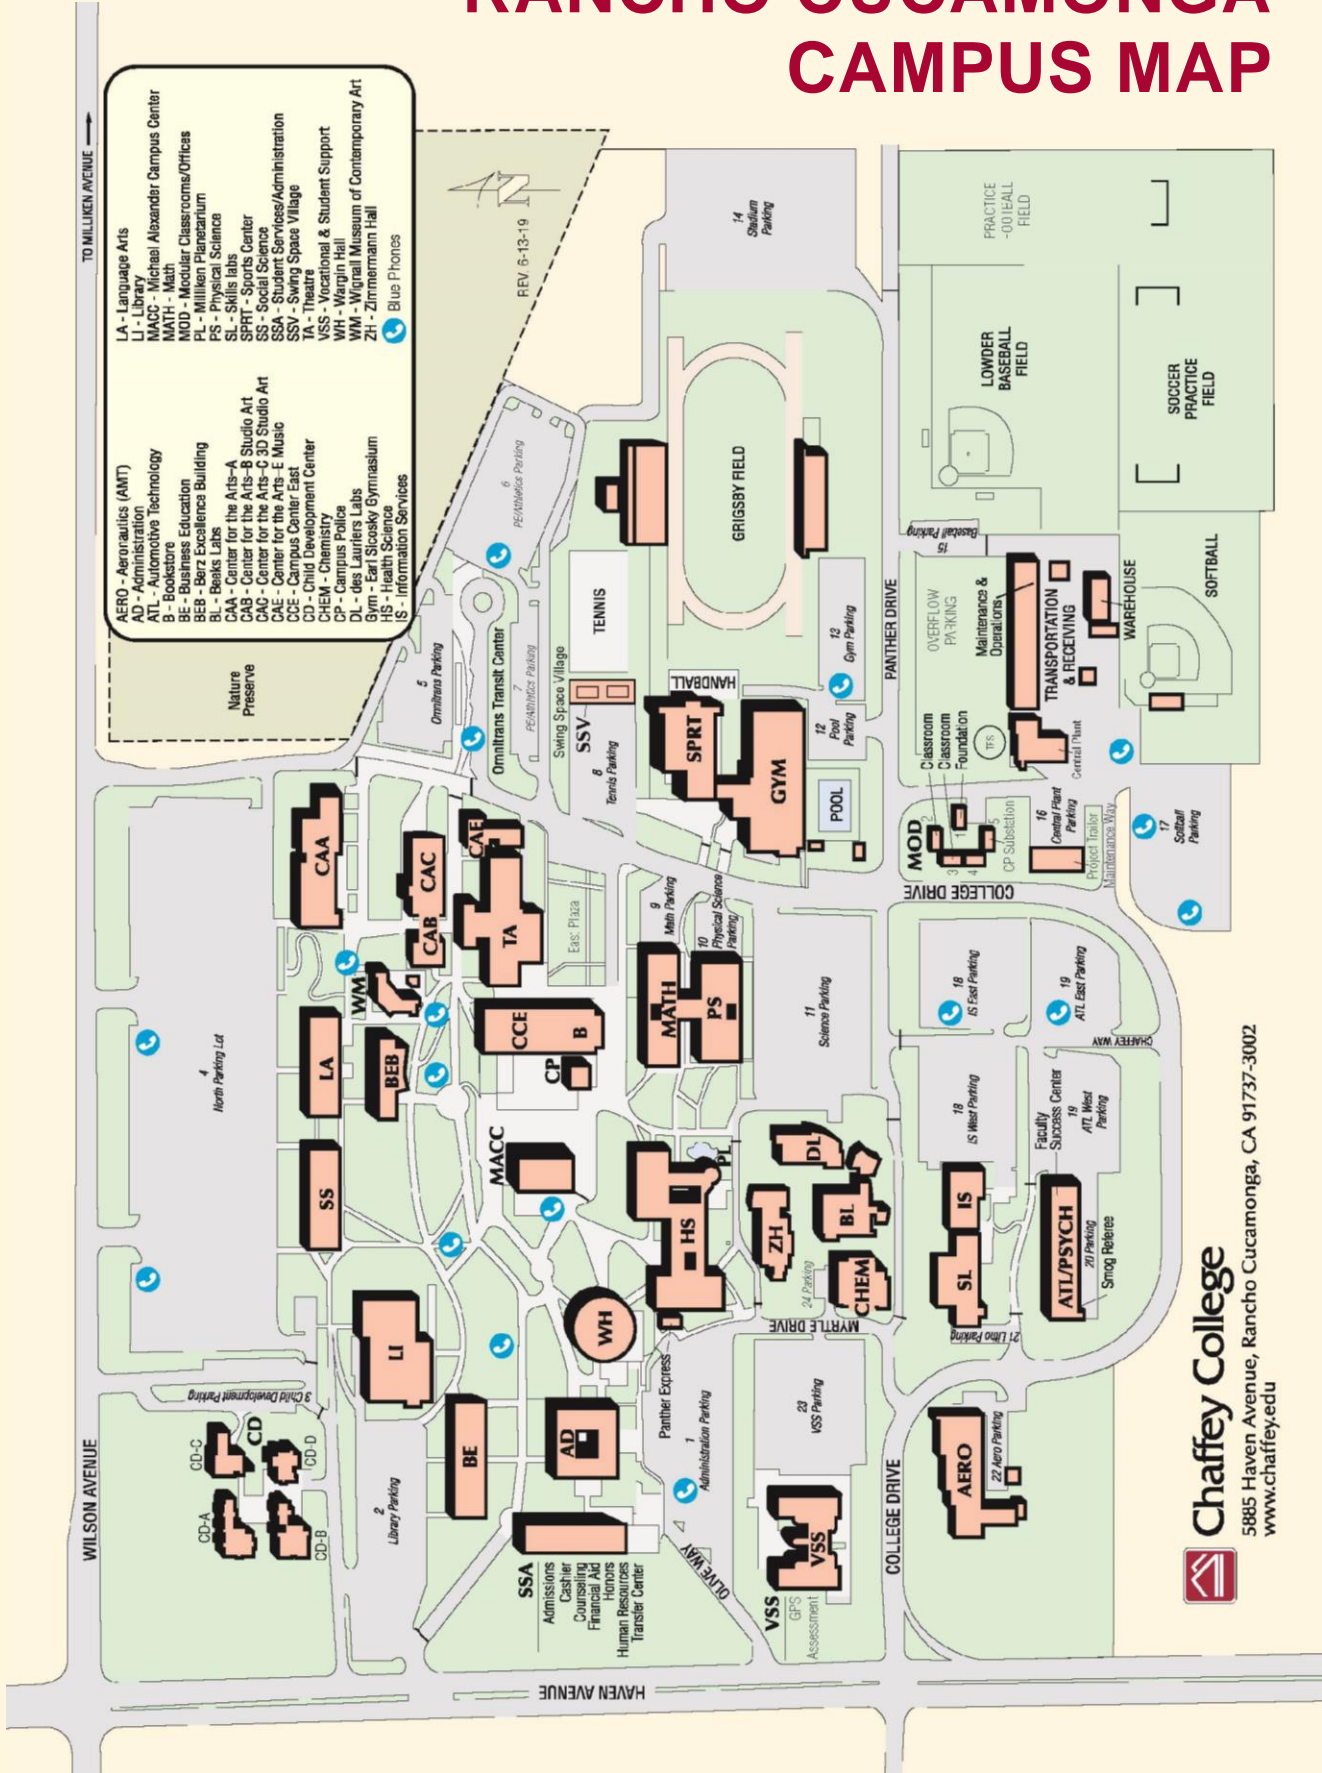 RANCHO CUCAMONGA
CAMPUS MAP
TO MILLIKEN AVENUE
AERO - Aeronautics (AMT)
AD - Administration
ATL - Automotive Technology
B - Bookstore
BE - Business Education
BEB - Berz Excellence Building
BL - Beeks Labs
CAA - Center for the Arts-A
CAB - Center for the Arts-B Studio Art
CAC - Center for the Arts-C 3D Studio Art
CAE - Center for the Arts-E Music
CCE - Campus Center East
CD - Child Development Center
CHEM - Chemistry
CP - Campus Police
DL - des Lauriers Labs
Gym - Earl Sicosky Gymnasium
HS - Health Science
IS - Information Services
LA - Language Arts
LI - Library
MACC - Michael Alexander Campus Center
MATH - Math
MOD - Modular Classrooms/Offices
PL - Milliken Planetarium
PS - Physical Science
SL - Skills labs
SPRT - Sports Center
SS - Social Science
SSA - Student Services/Administration
SSV - Swing Space Village
TA - Theatre
VSS - Vocational & Student Support
WH - Wargin Hall
WM - Wignall Museum of Contemporary Art
ZH - Zimmermann Hall
Blue Phones
N
REV. 6-13-19
Nature
Preserve
WILSON AVENUE
4
North Parking Lot
3 Child Development Parking
CD-C
CD
CD-D
CD-A
CD-B
2
Library Parking
CAA
CAC
CAB
CAE
TA
WM
LA
BEB
SS
LI
BE
CCE
B
CP
MACC
East Plaza
5
Omnitrans Parking
Omnitrans Transit Center
6
PE/Athletics Parking
7
PE/Athletics Parking
Swing Space Village
SSV
8
Tennis Parking
TENNIS
14
Stadium
Parking
GRIGSBY FIELD
HANDBALL
SPRT
GYM
POOL
12
Pool
Parking
13
Gym Parking
9
Math Parking
10
Physical Science
Parking
MATH
PS
11
Science Parking
HS
PL
WH
AD
Panther Express
1
Administration Parking
SSA
Admissions
Cashier
Counseling
Financial Aid
Honors
Human Resources
Transfer Center
OLIVE WAY
ZH
DL
BL
CHEM
24 Parking
MYRTLE DRIVE
23
VSS Parking
VSS
VSS
GPS
Assessment
COLLEGE DRIVE
HAVEN AVENUE
PANTHER DRIVE
PRACTICE
-OOTBALL
FIELD
LOWDER
BASEBALL
FIELD
SOCCER
PRACTICE
FIELD
15
Baseball Parking
OVERFLOW
PARKING
Maintenance &
Operations
TRANSPORTATION
& RECEIVING
WAREHOUSE
SOFTBALL
Classroom
Classroom
Foundation
TES
Central Plant
MOD
2
1
3
4
5
CP Substation
16
Central Plant
Parking
Project Trailer
Maintenance Way
17
Softball
Parking
COLLEGE DRIVE
18
IS East Parking
19
ATL East Parking
CHAFFEY WAY
18
IS West Parking
Faculty
Success Center
19
ATL West
Parking
IS
SL
ATL/PSYCH
20 Parking
Smog Referee
21 Litho Parking
AERO
22 Aero Parking
Chaffey College
5885 Haven Avenue, Rancho Cucamonga, CA 91737-3002
www.chaffey.edu